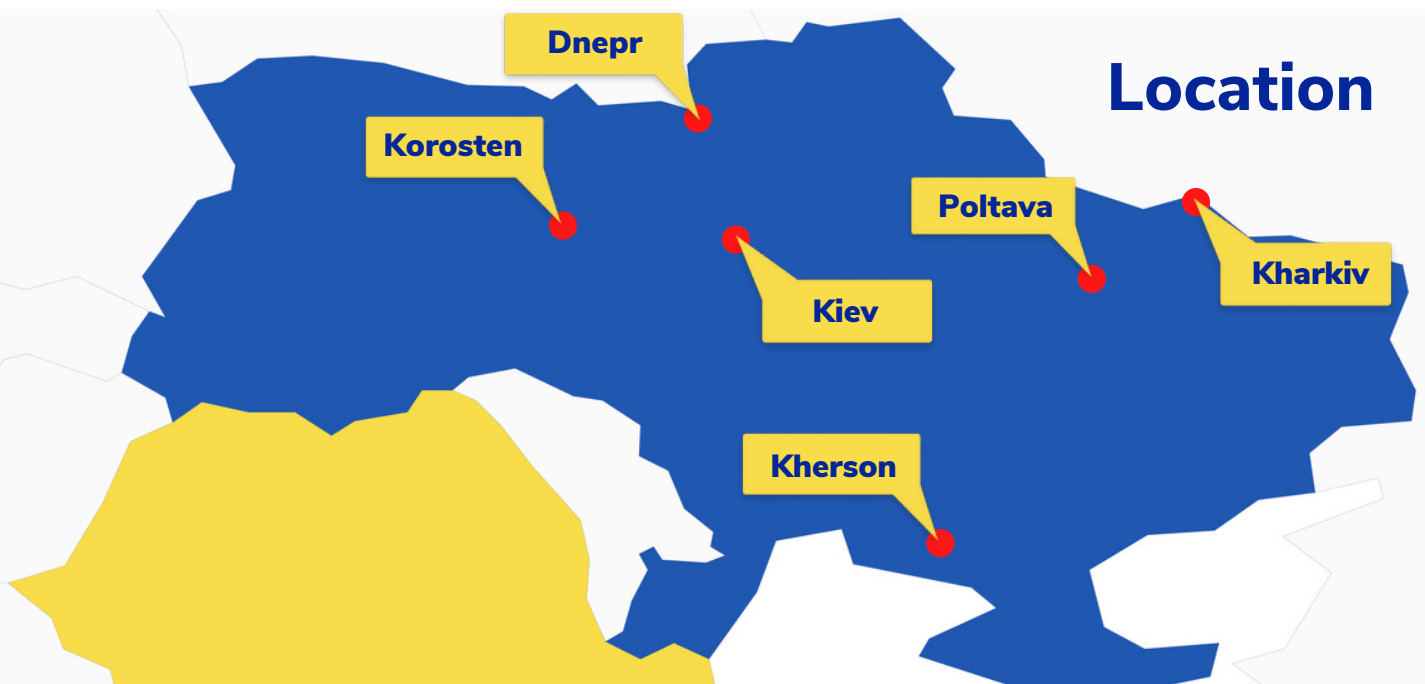 Dnepr
Location
Korosten
Poltava
Kharkiv
Kiev
Kherson